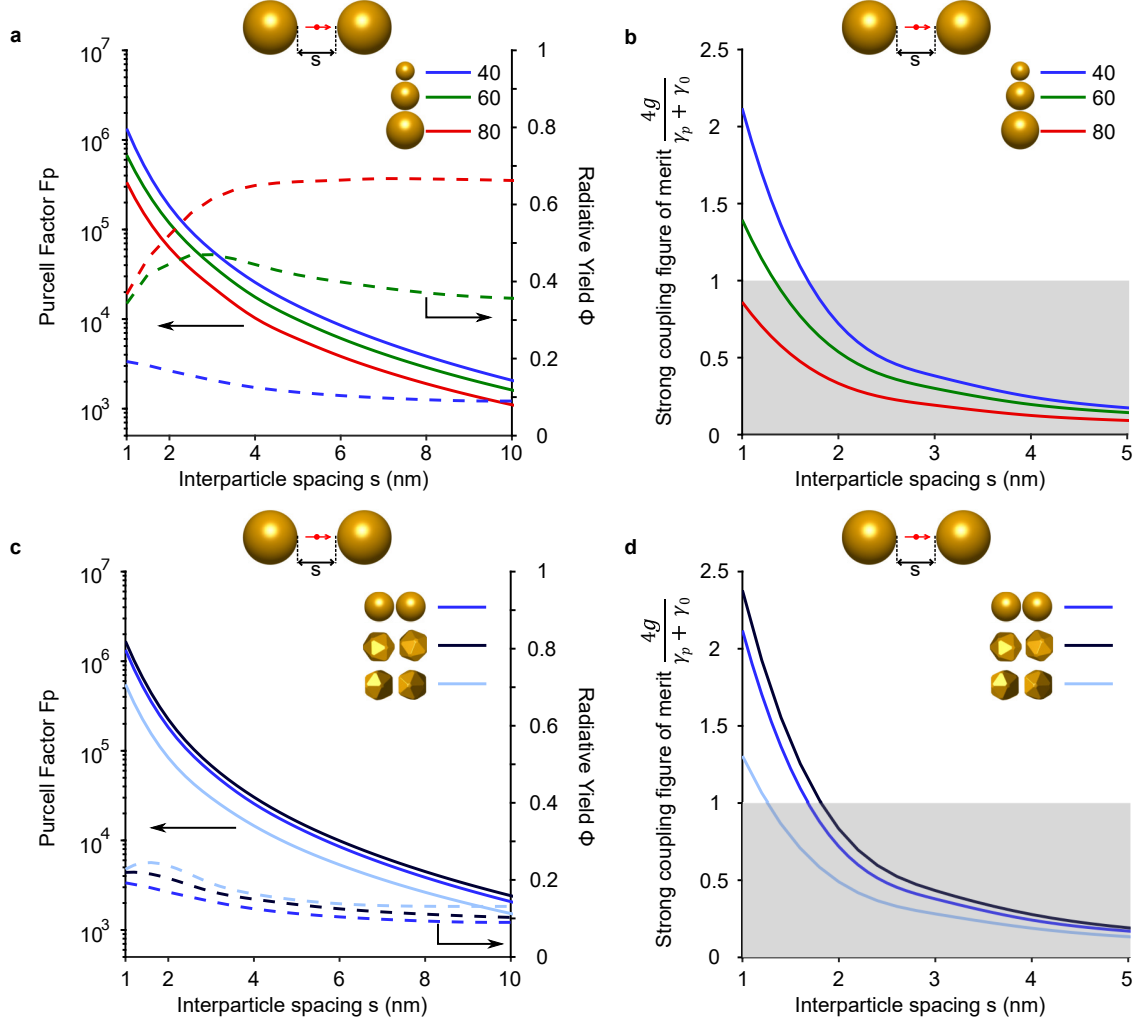 a
s
10^7
10^6
10^5
10^4
10^3
1
0.8
0.6
0.4
0.2
0
40
60
80
Purcell Factor Fp
Radiative Yield Φ
1 2 4 6 8 10
Interparticle spacing s (nm)
b
s
2.5
2
1.5
1
0.5
0
40
60
80
Strong coupling figure of merit 4g / γp + γ0
1 2 3 4 5
Interparticle spacing s (nm)
c
s
10^7
10^6
10^5
10^4
10^3
1
0.8
0.6
0.4
0.2
0
Purcell Factor Fp
Radiative Yield Φ
1 2 4 6 8 10
Interparticle spacing s (nm)
d
s
2.5
2
1.5
1
0.5
0
Strong coupling figure of merit 4g / γp + γ0
1 2 3 4 5
Interparticle spacing s (nm)